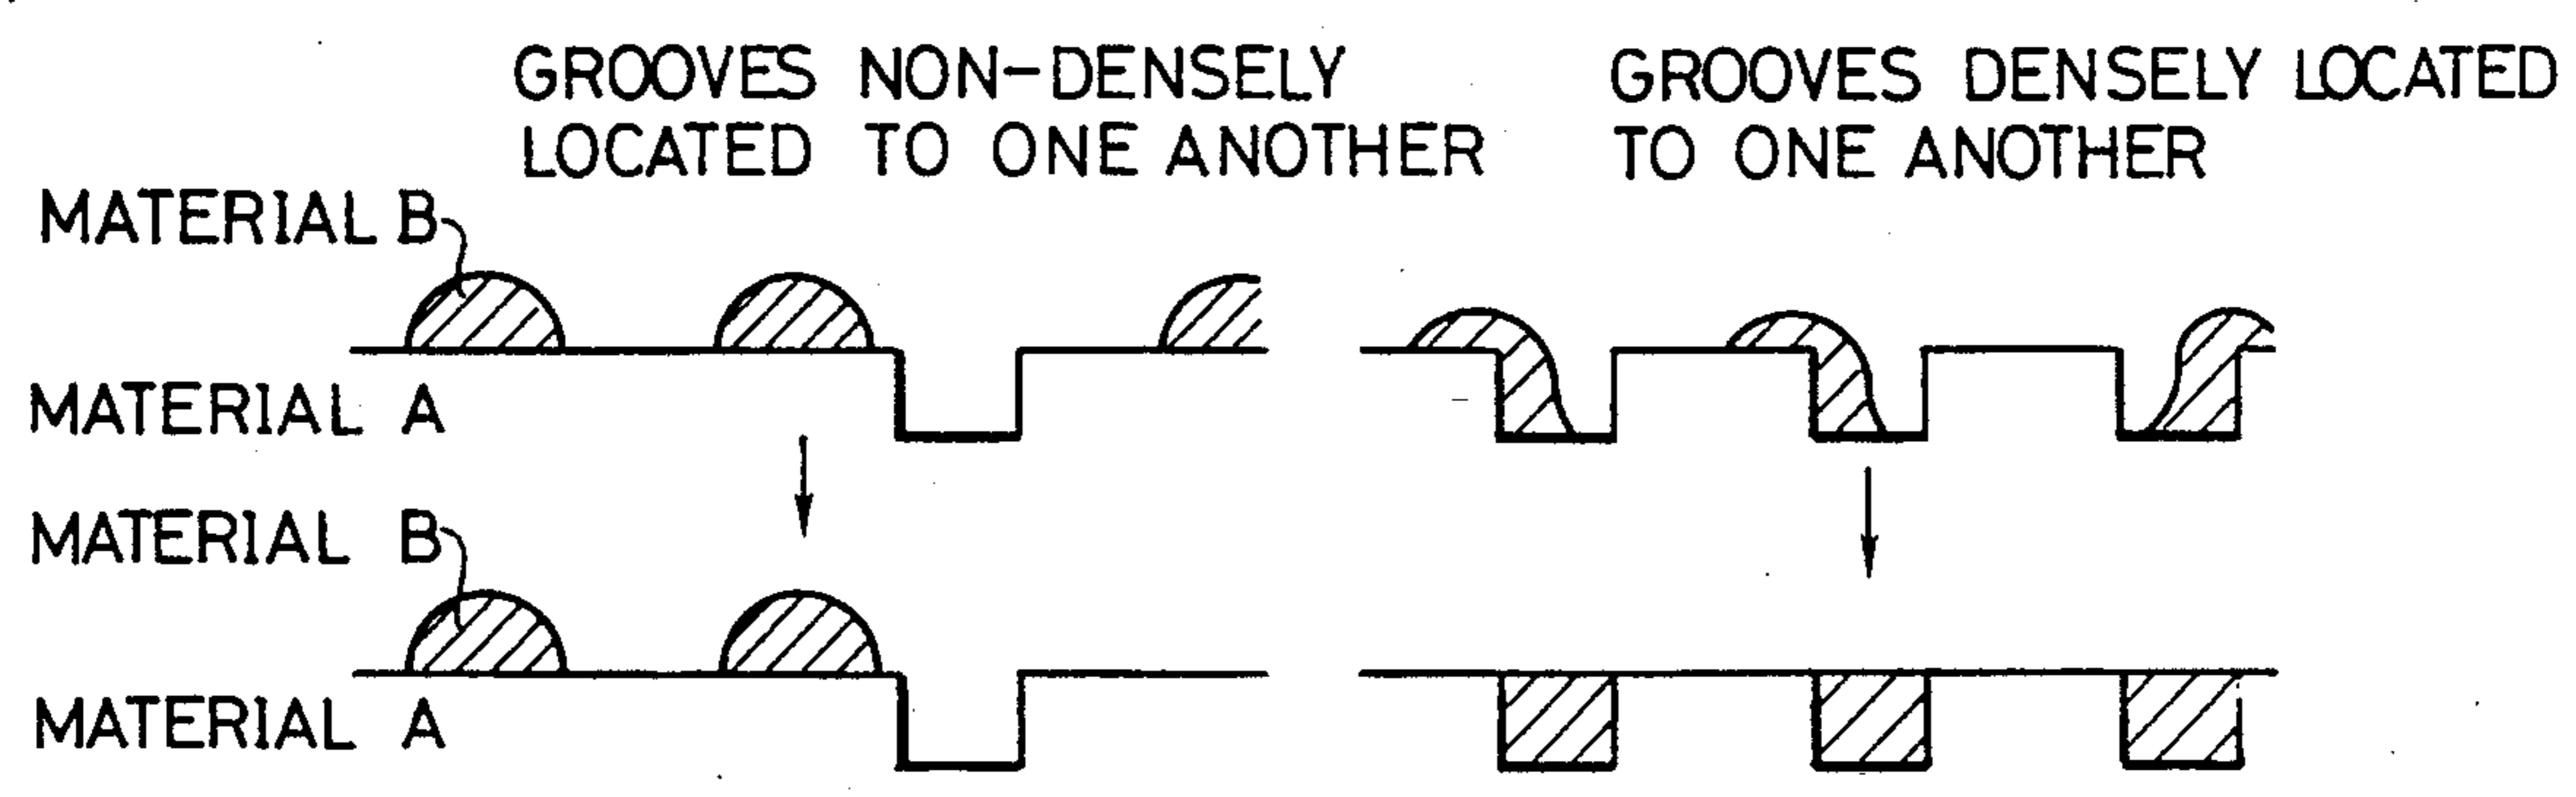 GROOVES NON-DENSELY
LOCATED TO ONE ANOTHER
GROOVES DENSELY LOCATED
TO ONE ANOTHER
MATERIAL B
MATERIAL A
MATERIAL B
MATERIAL A